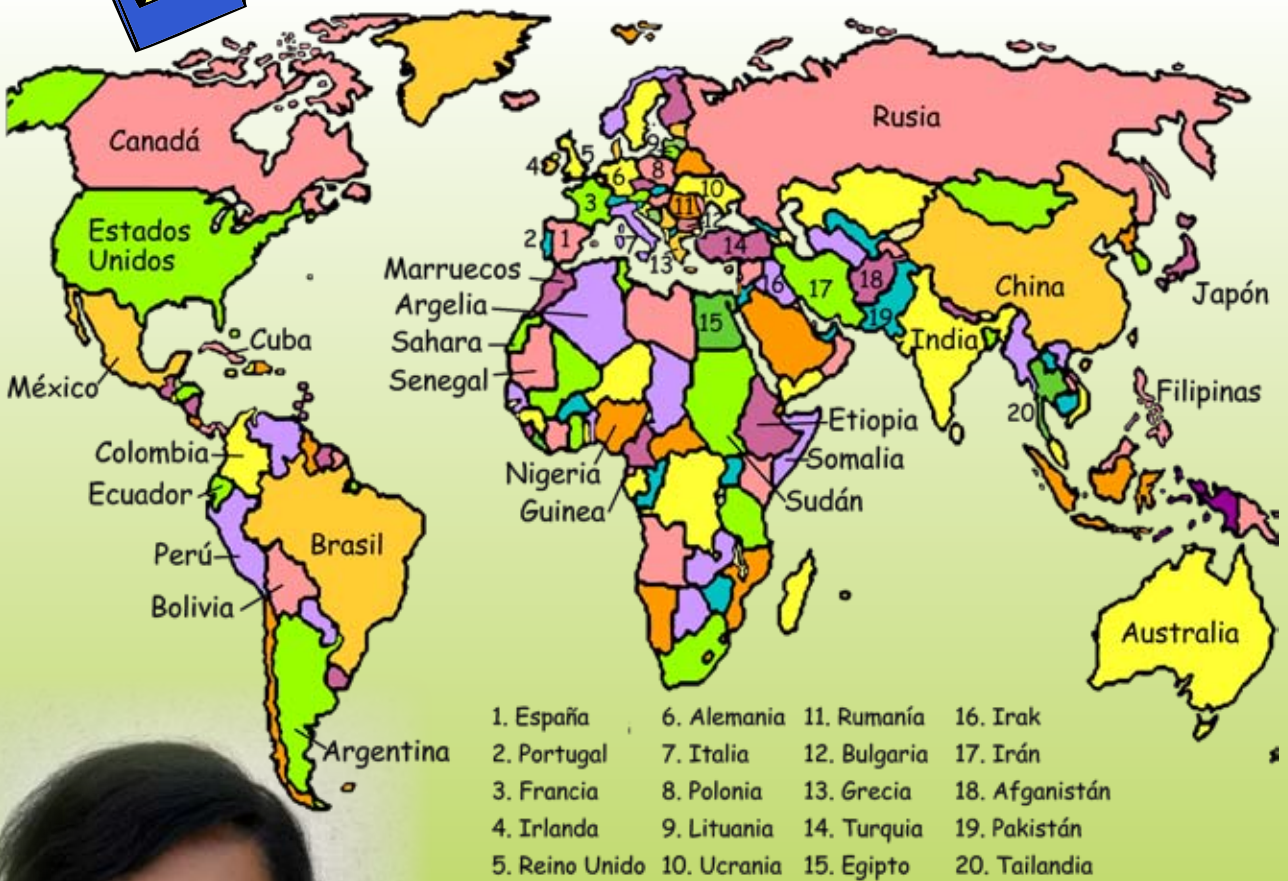 Canadá
Rusia
Estados
Unidos
México
Cuba
Marruecos
Argelia
Sahara
Senegal
China
Japón
India
Filipinas
Colombia
Ecuador
Perú
Bolivia
Brasil
Argentina
Nigeria
Guinea
Etiopia
Somalia
Sudán
Australia
1
2
3
4
5
6
7
8
9
10
11
12
13
14
15
16
17
18
19
20
1. España 6. Alemania 11. Rumanía 16. Irak
2. Portugal 7. Italia 12. Bulgaria 17. Irán
3. Francia 8. Polonia 13. Grecia 18. Afganistán
4. Irlanda 9. Lituania 14. Turquia 19. Pakistán
5. Reino Unido 10. Ucrania 15. Egipto 20. Tailandia